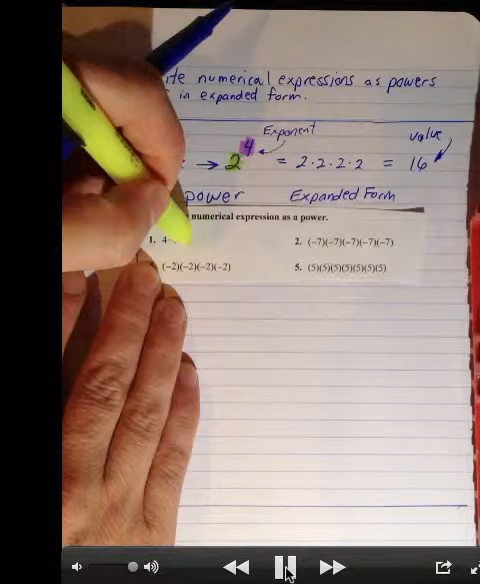 numerical expressions as powers
in expanded form.
Exponent
value
→ 2⁴ = 2·2·2·2 = 16
power Expanded Form
numerical expression as a power.
1. 4 2. (−7)(−7)(−7)(−7)(−7)
(−2)(−2)(−2)(−2) 5. (5)(5)(5)(5)(5)(5)(5)